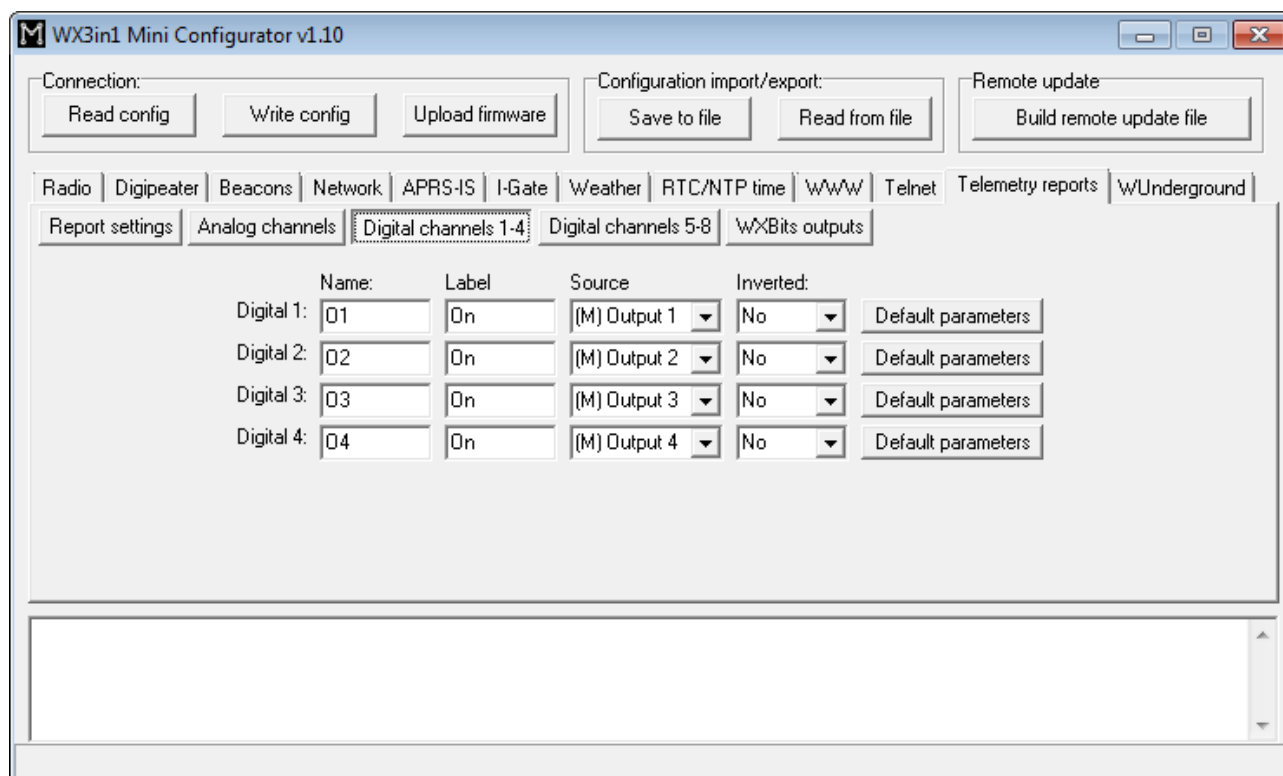 WX3in1 Mini Configurator v1.10
Connection: Configuration import/export: Remote update
Read config Write config Upload firmware Save to file Read from file Build remote update file
Radio Digipeater Beacons Network APRS-IS I-Gate Weather RTC/NTP time WWW Telnet Telemetry reports WUnderground
Report settings Analog channels Digital channels 1-4 Digital channels 5-8 WXBits outputs
Name: Label Source Inverted:
Digital 1: O1 On (M) Output 1 No Default parameters
Digital 2: O2 On (M) Output 2 No Default parameters
Digital 3: O3 On (M) Output 3 No Default parameters
Digital 4: O4 On (M) Output 4 No Default parameters